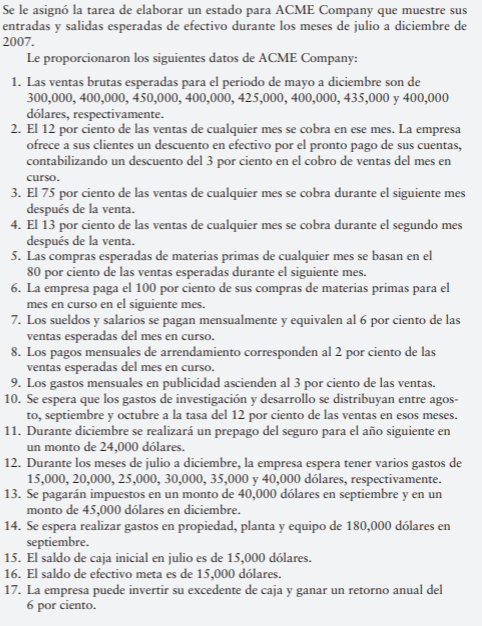 Se le asignó la tarea de elaborar un estado para ACME Company que muestre sus
entradas y salidas esperadas de efectivo durante los meses de julio a diciembre de
2007.
Le proporcionaron los siguientes datos de ACME Company:
1. Las ventas brutas esperadas para el periodo de mayo a diciembre son de
300,000, 400,000, 450,000, 400,000, 425,000, 400,000, 435,000 y 400,000
dólares, respectivamente.
2. El 12 por ciento de las ventas de cualquier mes se cobra en ese mes. La empresa
ofrece a sus clientes un descuento en efectivo por el pronto pago de sus cuentas,
contabilizando un descuento del 3 por ciento en el cobro de ventas del mes en
curso.
3. El 75 por ciento de las ventas de cualquier mes se cobra durante el siguiente mes
después de la venta.
4. El 13 por ciento de las ventas de cualquier mes se cobra durante el segundo mes
después de la venta.
5. Las compras esperadas de materias primas de cualquier mes se basan en el
80 por ciento de las ventas esperadas durante el siguiente mes.
6. La empresa paga el 100 por ciento de sus compras de materias primas para el
mes en curso en el siguiente mes.
7. Los sueldos y salarios se pagan mensualmente y equivalen al 6 por ciento de las
ventas esperadas del mes en curso.
8. Los pagos mensuales de arrendamiento corresponden al 2 por ciento de las
ventas esperadas del mes en curso.
9. Los gastos mensuales en publicidad ascienden al 3 por ciento de las ventas.
10. Se espera que los gastos de investigación y desarrollo se distribuyan entre agos-
to, septiembre y octubre a la tasa del 12 por ciento de las ventas en esos meses.
11. Durante diciembre se realizará un prepago del seguro para el año siguiente en
un monto de 24,000 dólares.
12. Durante los meses de julio a diciembre, la empresa espera tener varios gastos de
15,000, 20,000, 25,000, 30,000, 35,000 y 40,000 dólares, respectivamente.
13. Se pagarán impuestos en un monto de 40,000 dólares en septiembre y en un
monto de 45,000 dólares en diciembre.
14. Se espera realizar gastos en propiedad, planta y equipo de 180,000 dólares en
septiembre.
15. El saldo de caja inicial en julio es de 15,000 dólares.
16. El saldo de efectivo meta es de 15,000 dólares.
17. La empresa puede invertir su excedente de caja y ganar un retorno anual del
6 por ciento.